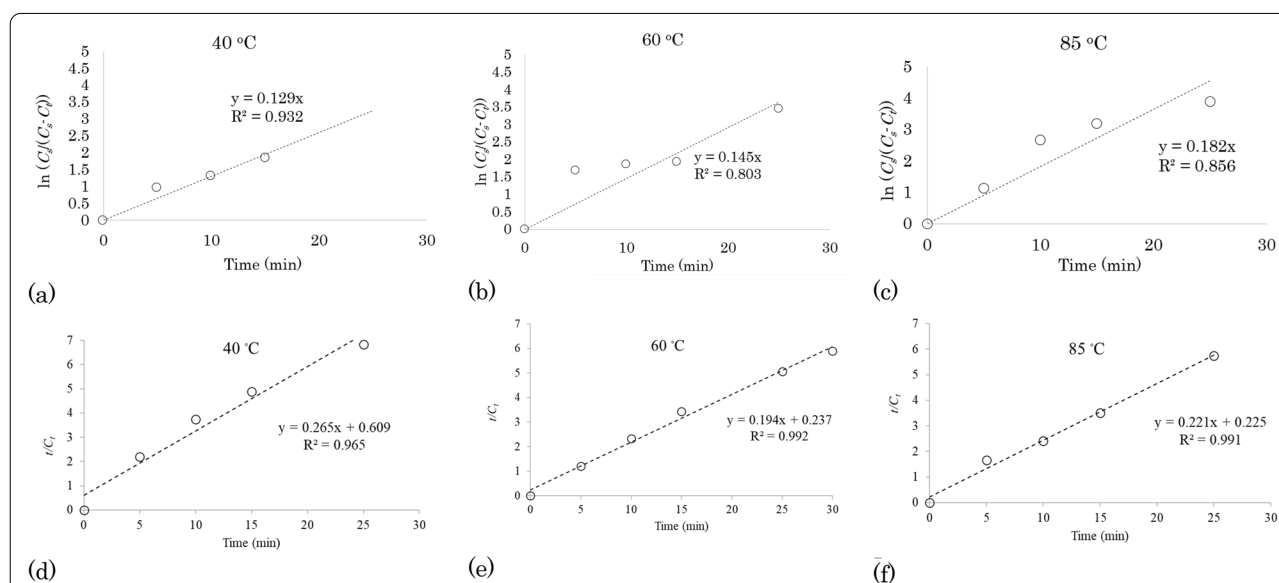 40 °C
ln (Cs/(Cs- Ct))
5
4.5
4
3.5
3
2.5
2
1.5
1
0.5
0
y = 0.129x
R² = 0.932
0 10 20 30
Time (min)
(a)
60 °C
ln (Cs/(Cs- Ct))
5
4.5
4
3.5
3
2.5
2
1.5
1
0.5
0
y = 0.145x
R² = 0.803
0 10 20 30
Time (min)
(b)
85 °C
ln (Cs/(Cs- Ct))
5
4
3
2
1
0
y = 0.182x
R² = 0.856
0 10 20 30
Time (min)
(c)
40 °C
t/Ct
7
6
5
4
3
2
1
0
y = 0.265x + 0.609
R² = 0.965
0 5 10 15 20 25 30
Time (min)
(d)
60 °C
t/Ct
7
6
5
4
3
2
1
0
y = 0.194x + 0.237
R² = 0.992
0 5 10 15 20 25 30
Time (min)
(e)
85 °C
t/Ct
7
6
5
4
3
2
1
0
y = 0.221x + 0.225
R² = 0.991
0 5 10 15 20 25 30
Time (min)
(f)